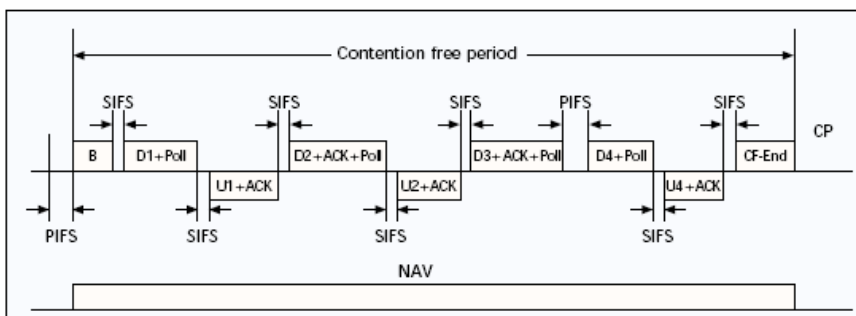 Contention free period
SIFS SIFS SIFS PIFS SIFS
CP
B D1+Poll D2+ACK+Poll D3+ACK+Poll D4+Poll CF-End
U1+ACK U2+ACK U4+ACK
PIFS SIFS SIFS SIFS
NAV